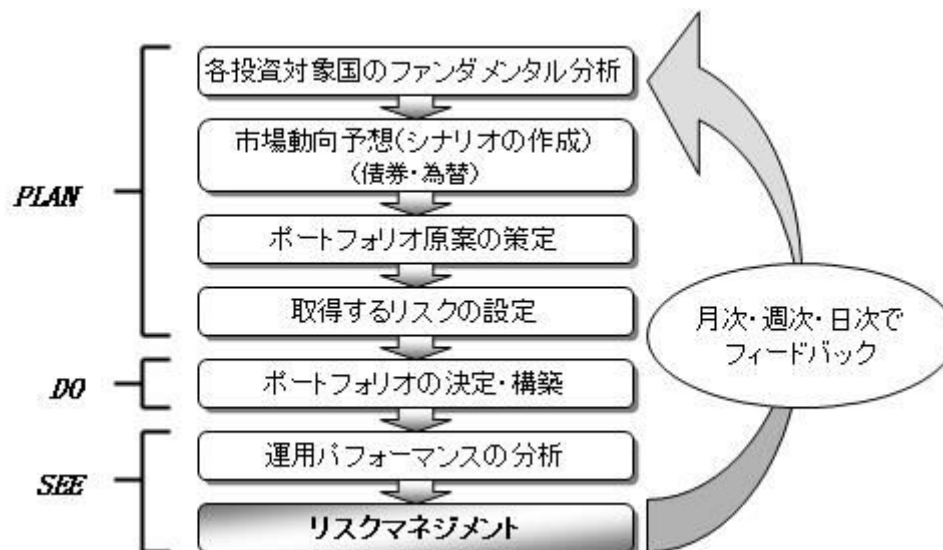 各投資対象国のファンダメンタル分析
市場動向予想(シナリオの作成)
(債券・為替)
PLAN
ポートフォリオ原案の策定
取得するリスクの設定
月次・週次・日次で
フィードバック
DO
ポートフォリオの決定・構築
運用パフォーマンスの分析
SEE
リスクマネジメント